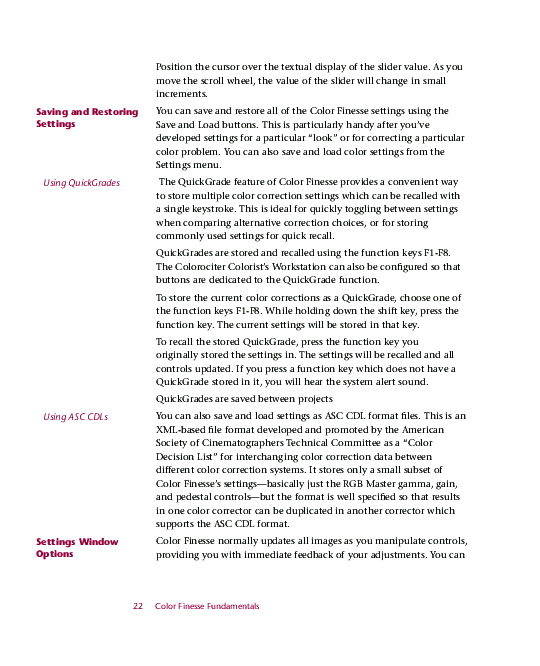 Position the cursor over the textual display of the slider value. As you
move the scroll wheel, the value of the slider will change in small
increments.
Saving and Restoring
Settings
You can save and restore all of the Color Finesse settings using the
Save and Load buttons. This is particularly handy after you’ve
developed settings for a particular “look” or for correcting a particular
color problem. You can also save and load color settings from the
Settings menu.
Using QuickGrades
The QuickGrade feature of Color Finesse provides a convenient way
to store multiple color correction settings which can be recalled with
a single keystroke. This is ideal for quickly toggling between settings
when comparing alternative correction choices, or for storing
commonly used settings for quick recall.
QuickGrades are stored and recalled using the function keys F1-F8.
The Colorociter Colorist’s Workstation can also be configured so that
buttons are dedicated to the QuickGrade function.
To store the current color corrections as a QuickGrade, choose one of
the function keys F1-F8. While holding down the shift key, press the
function key. The current settings will be stored in that key.
To recall the stored QuickGrade, press the function key you
originally stored the settings in. The settings will be recalled and all
controls updated. If you press a function key which does not have a
QuickGrade stored in it, you will hear the system alert sound.
QuickGrades are saved between projects
Using ASC CDLs
You can also save and load settings as ASC CDL format files. This is an
XML-based file format developed and promoted by the American
Society of Cinematographers Technical Committee as a “Color
Decision List” for interchanging color correction data between
different color correction systems. It stores only a small subset of
Color Finesse’s settings—basically just the RGB Master gamma, gain,
and pedestal controls—but the format is well specified so that results
in one color corrector can be duplicated in another corrector which
supports the ASC CDL format.
Settings Window
Options
Color Finesse normally updates all images as you manipulate controls,
providing you with immediate feedback of your adjustments. You can
22 Color Finesse Fundamentals